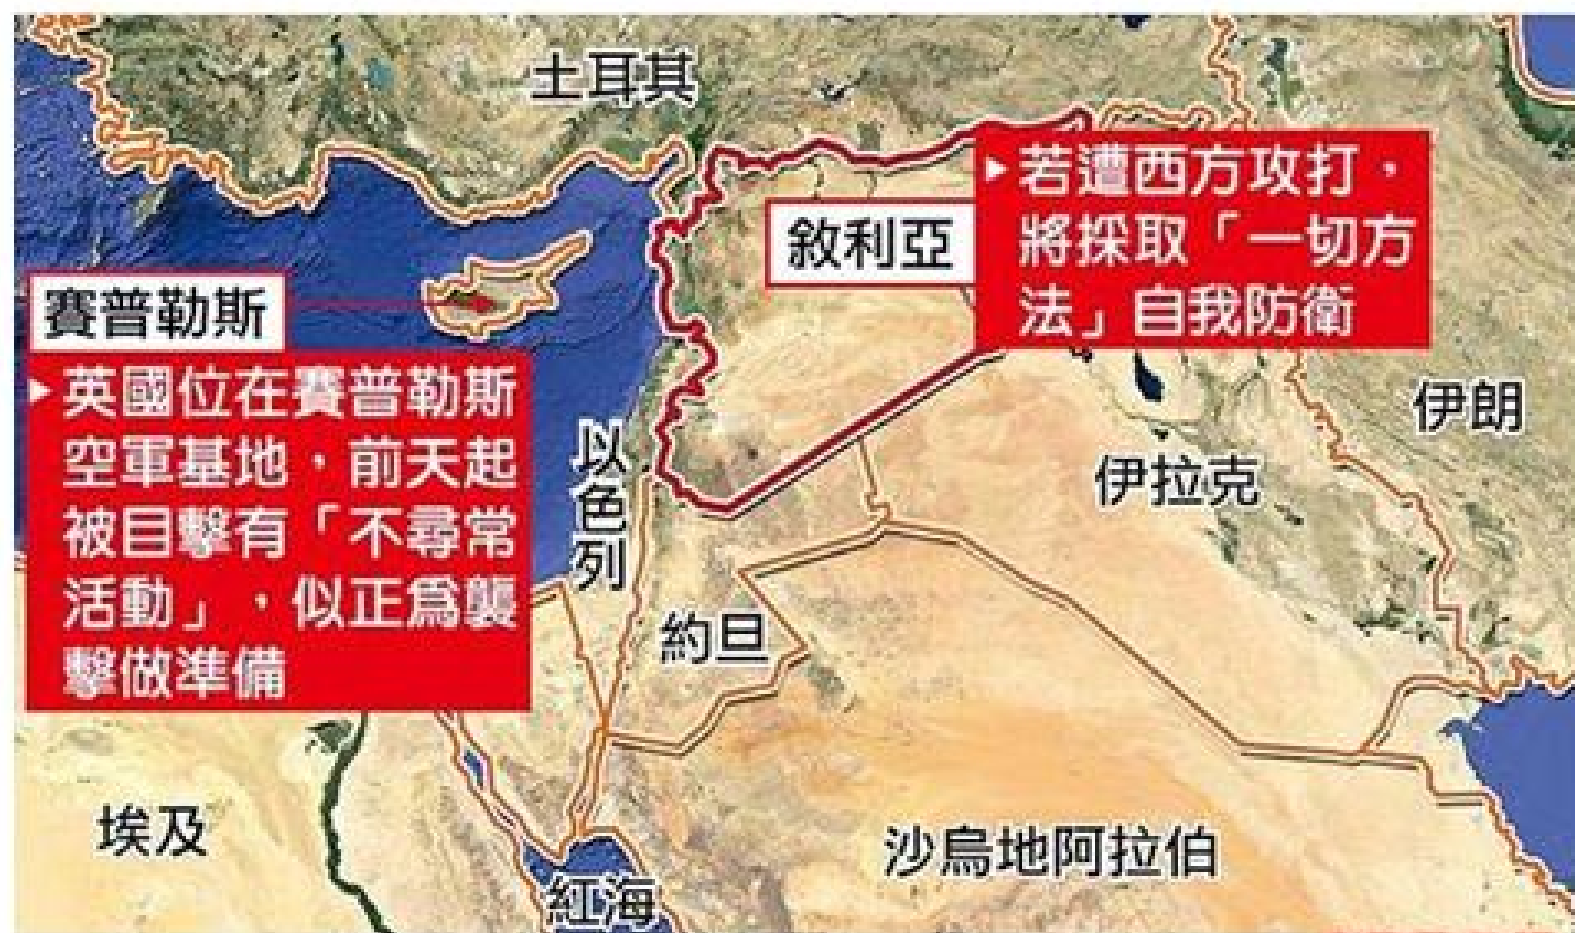 土耳其
敘利亞
▸若遭西方攻打，
將採取「一切方
法」自我防衛
賽普勒斯
▸英國位在賽普勒斯
空軍基地，前天起
被目擊有「不尋常
活動」，似正為襲
擊做準備
以色列
伊朗
伊拉克
約旦
埃及
沙烏地阿拉伯
紅海